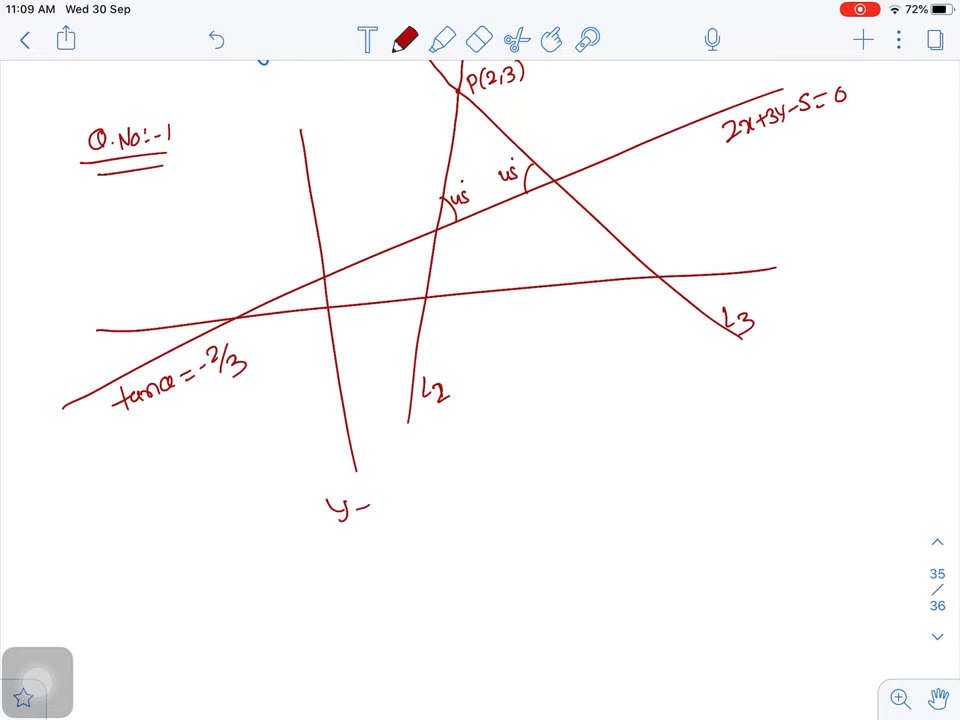 11:09 AM Wed 30 Sep
72%
T
P(2,3)
2x+3y-5=0
Q.No:-1
45°
45°
L3
tanα=-2/3
L2
y-
35
/
36